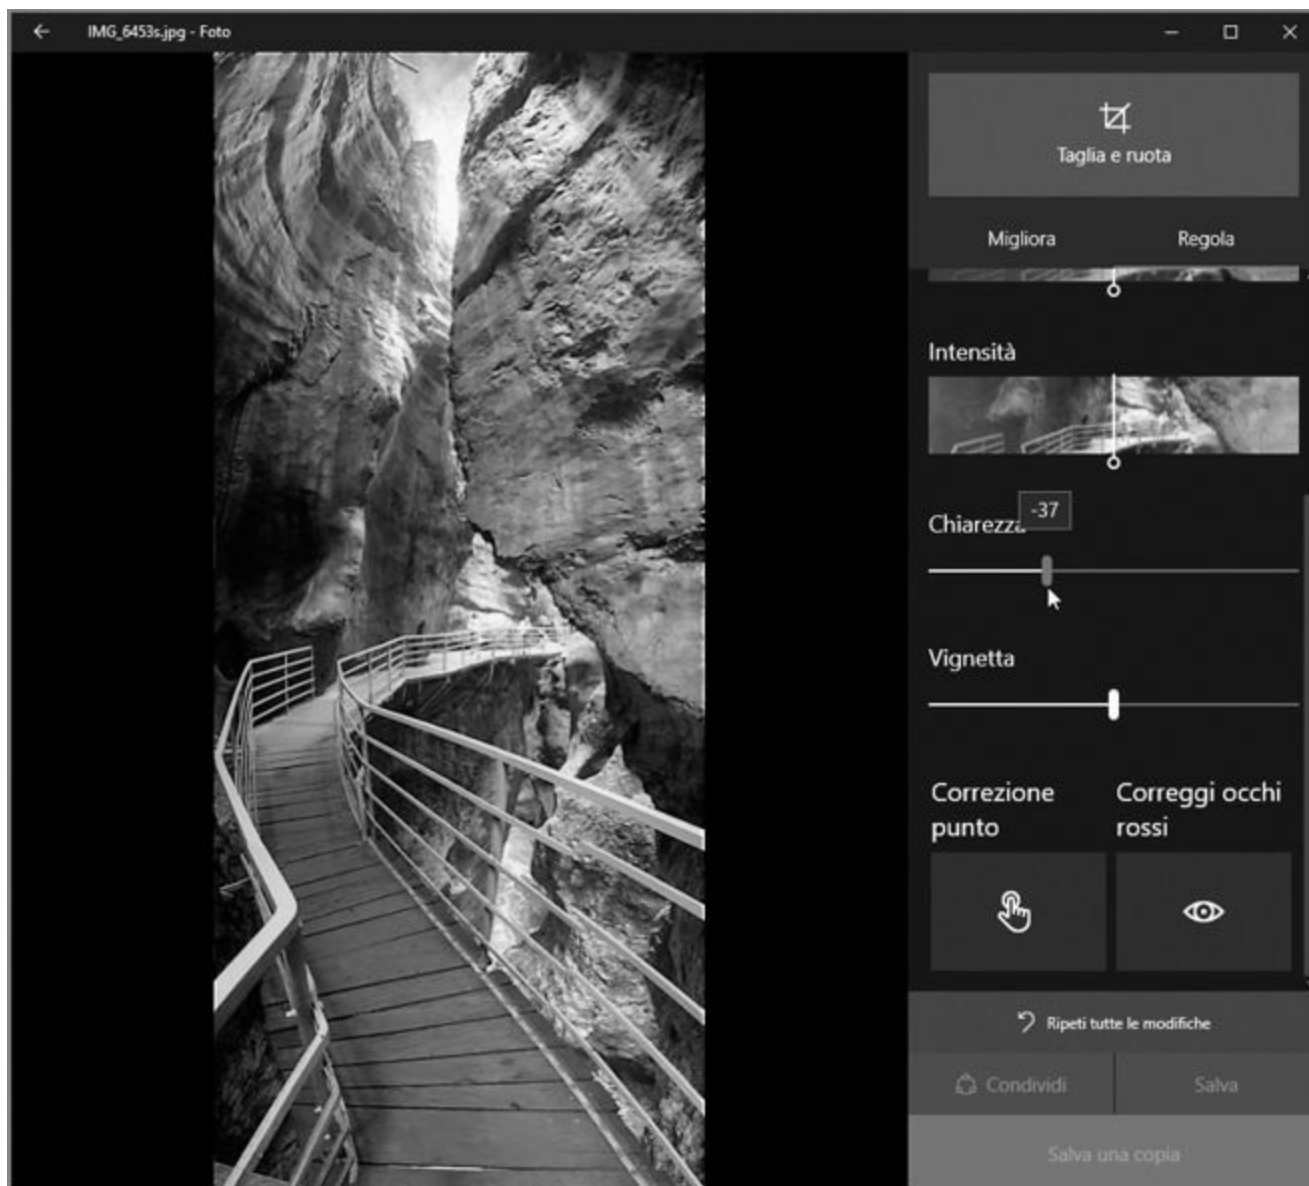 IMG_6453s.jpg - Foto
Taglia e ruota
Migliora Regola
Intensità
-37
Chiarezza
Vignetta
Correzione punto
Correggi occhi rossi
Ripeti tutte le modifiche
Condividi Salva
Salva una copia